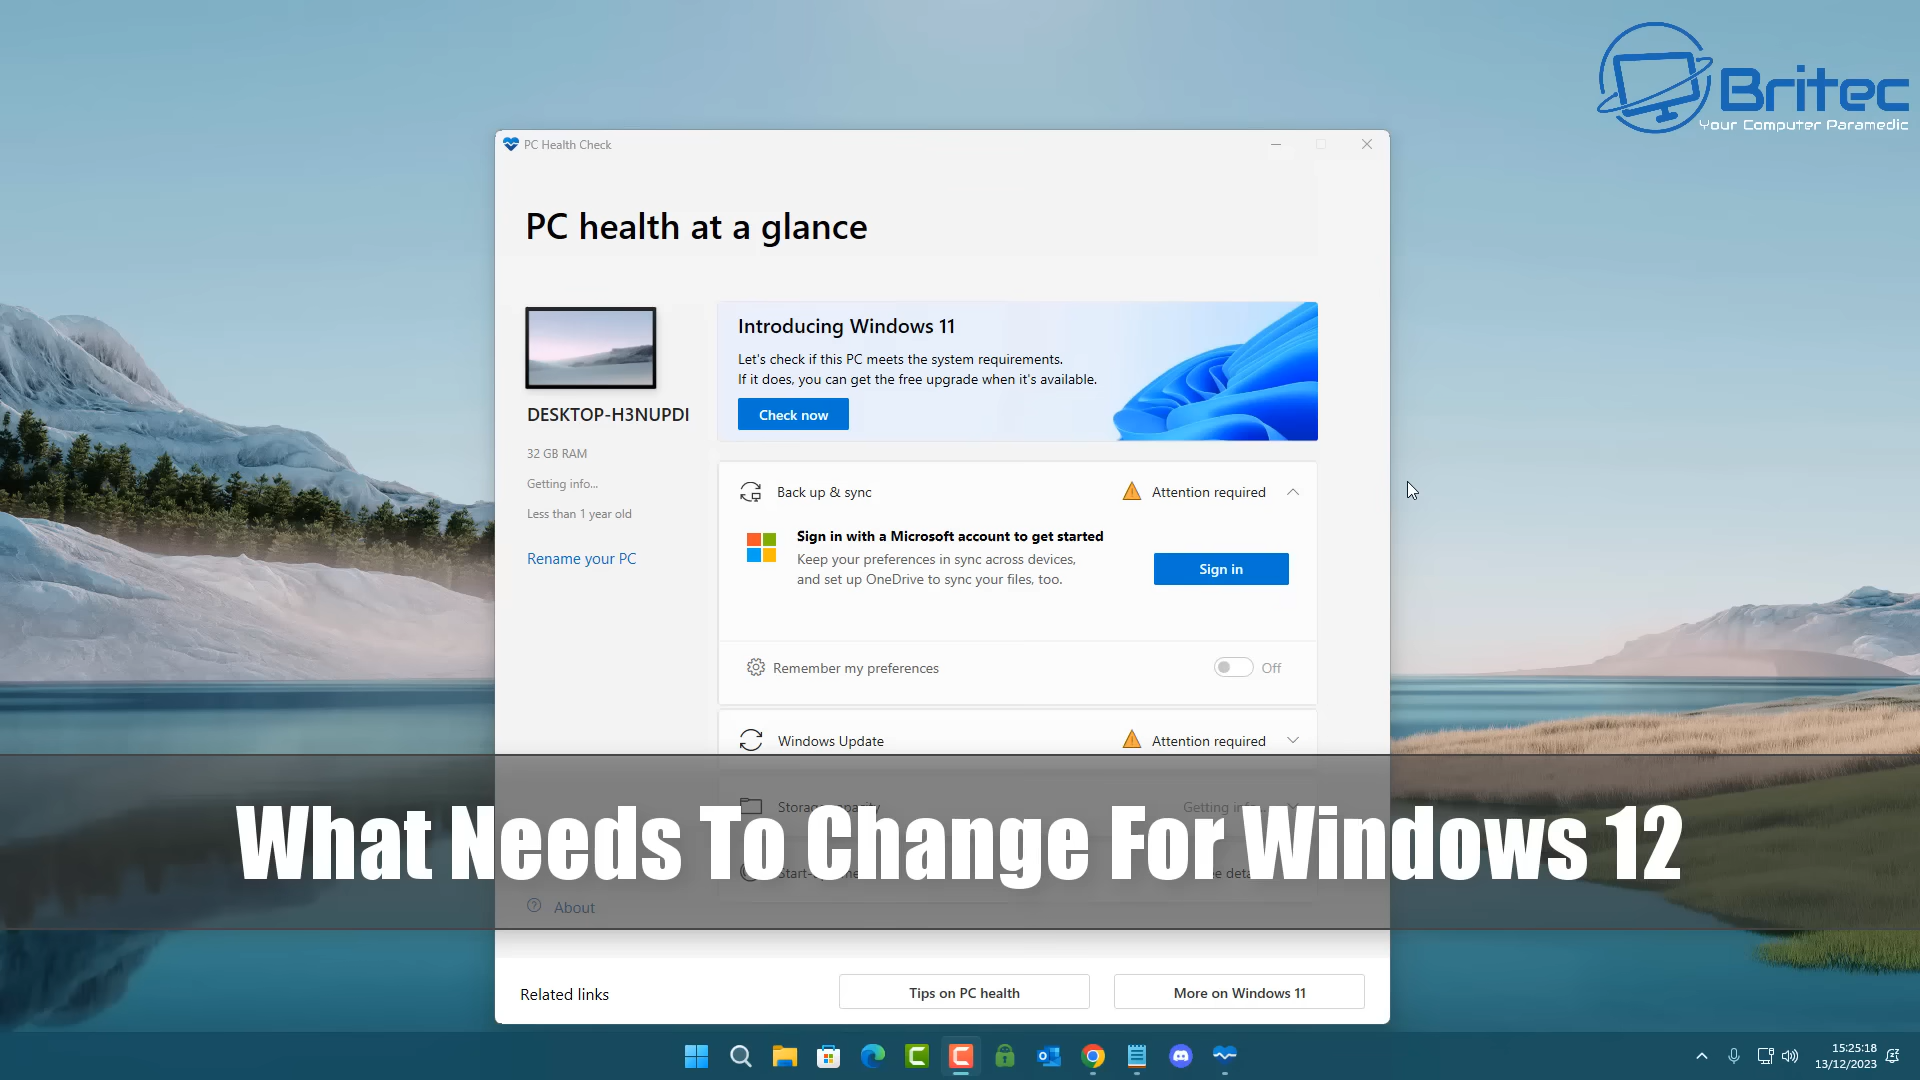 Britec
Your Computer Paramedic
PC Health Check
PC health at a glance
Introducing Windows 11
Let's check if this PC meets the system requirements.
If it does, you can get the free upgrade when it's available.
Check now
DESKTOP-H3NUPDI
32 GB RAM
Getting info...
Less than 1 year old
Rename your PC
Back up & sync
Attention required
Sign in with a Microsoft account to get started
Keep your preferences in sync across devices,
and set up OneDrive to sync your files, too.
Sign in
Remember my preferences
Off
Windows Update
Attention required
What Needs To Change For Windows 12
About
Related links
Tips on PC health
More on Windows 11
15:25:18
13/12/2023